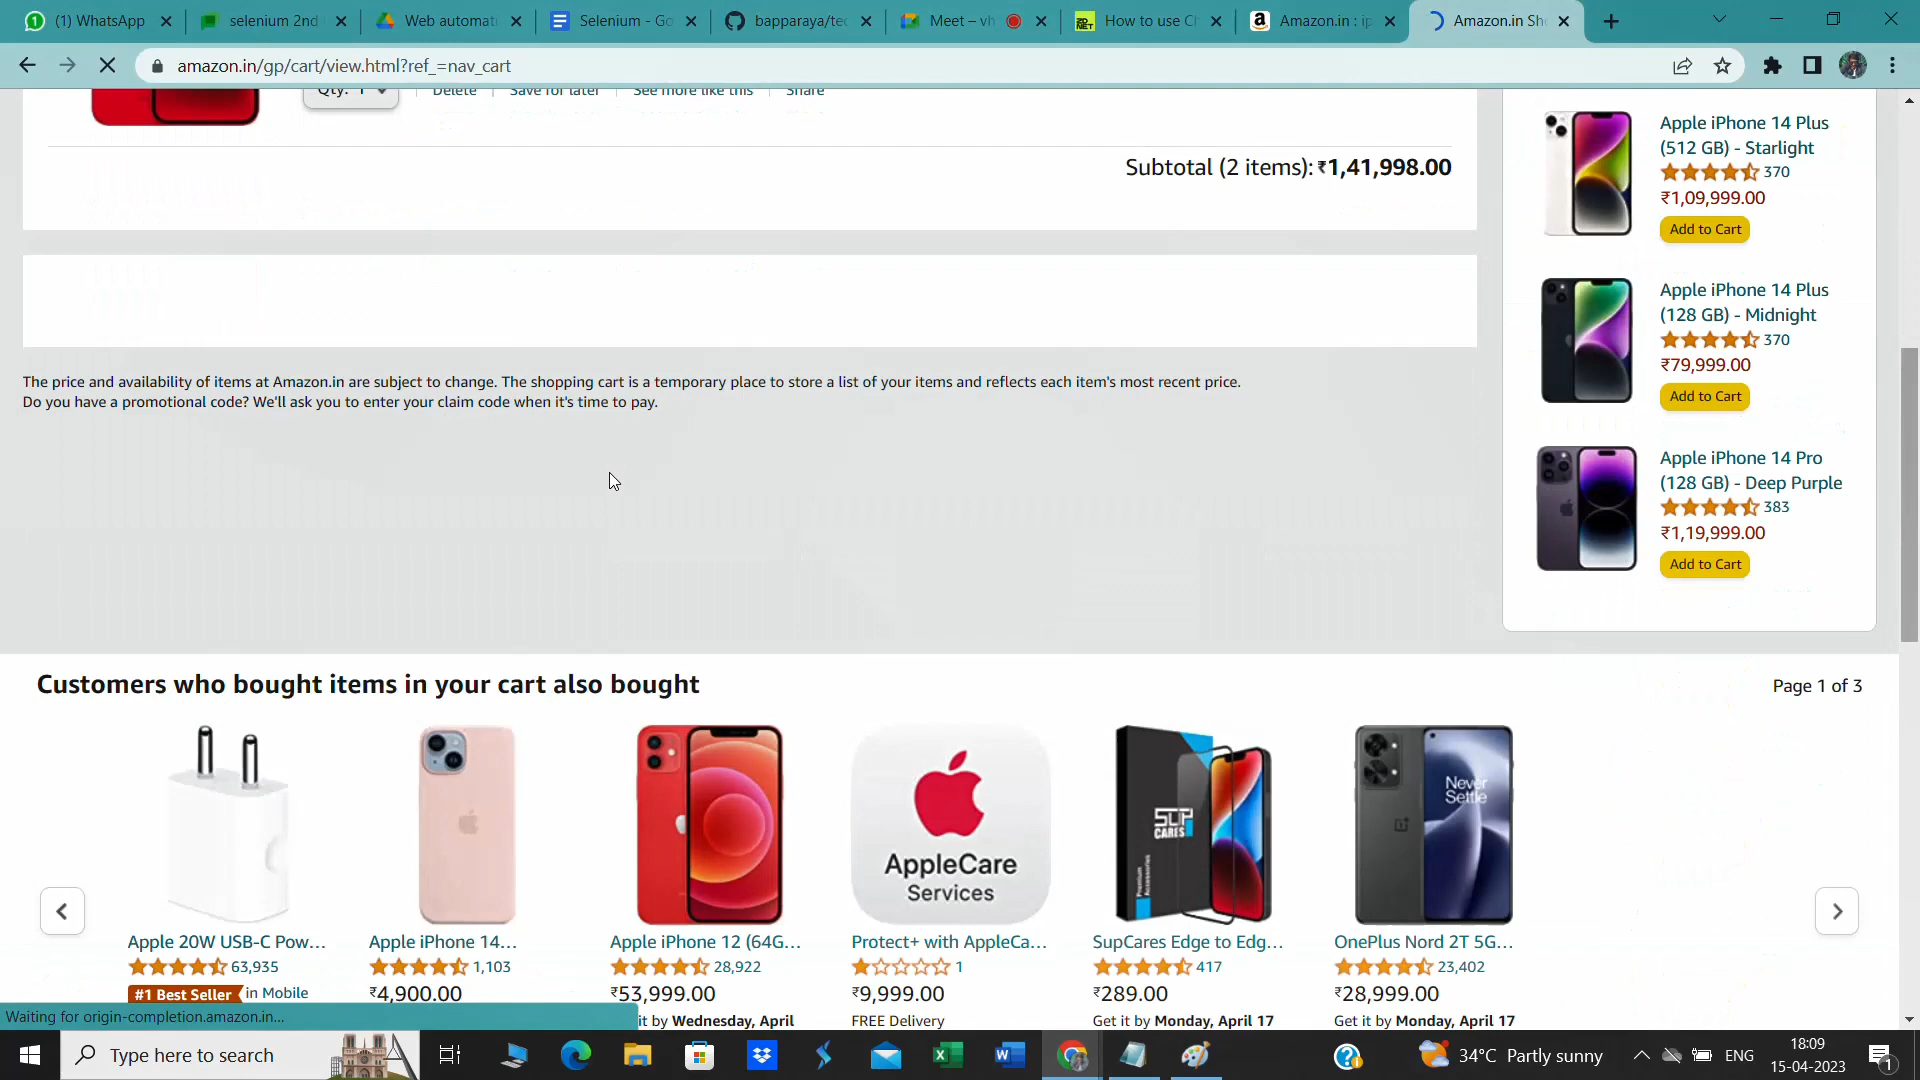 (1) WhatsApp
selenium 2nd
Web automati
Selenium - Go
bapparaya/tec
Meet – vh
How to use Ch
Amazon.in : ip
Amazon.in Sho
amazon.in/gp/cart/view.html?ref_=nav_cart
Qty: 1
Delete
Save for later
See more like this
Share
Subtotal (2 items): ₹1,41,998.00
Apple iPhone 14 Plus
(512 GB) - Starlight
370
₹1,09,999.00
Add to Cart
Apple iPhone 14 Plus
(128 GB) - Midnight
370
₹79,999.00
Add to Cart
Apple iPhone 14 Pro
(128 GB) - Deep Purple
383
₹1,19,999.00
Add to Cart
The price and availability of items at Amazon.in are subject to change. The shopping cart is a temporary place to store a list of your items and reflects each item's most recent price.
Do you have a promotional code? We'll ask you to enter your claim code when it's time to pay.
Customers who bought items in your cart also bought
Page 1 of 3
AppleCare
Services
SUP
CARES
Premium
Accessories
Never
Settle
Apple 20W USB-C Pow...
63,935
#1 Best Seller in Mobile
Apple iPhone 14...
1,103
₹4,900.00
Apple iPhone 12 (64G...
28,922
₹53,999.00
it by Wednesday, April
Protect+ with AppleCa...
1
₹9,999.00
FREE Delivery
SupCares Edge to Edg...
417
₹289.00
Get it by Monday, April 17
OnePlus Nord 2T 5G...
23,402
₹28,999.00
Get it by Monday, April 17
Waiting for origin-completion.amazon.in...
Type here to search
34°C Partly sunny
ENG
18:09
15-04-2023
1